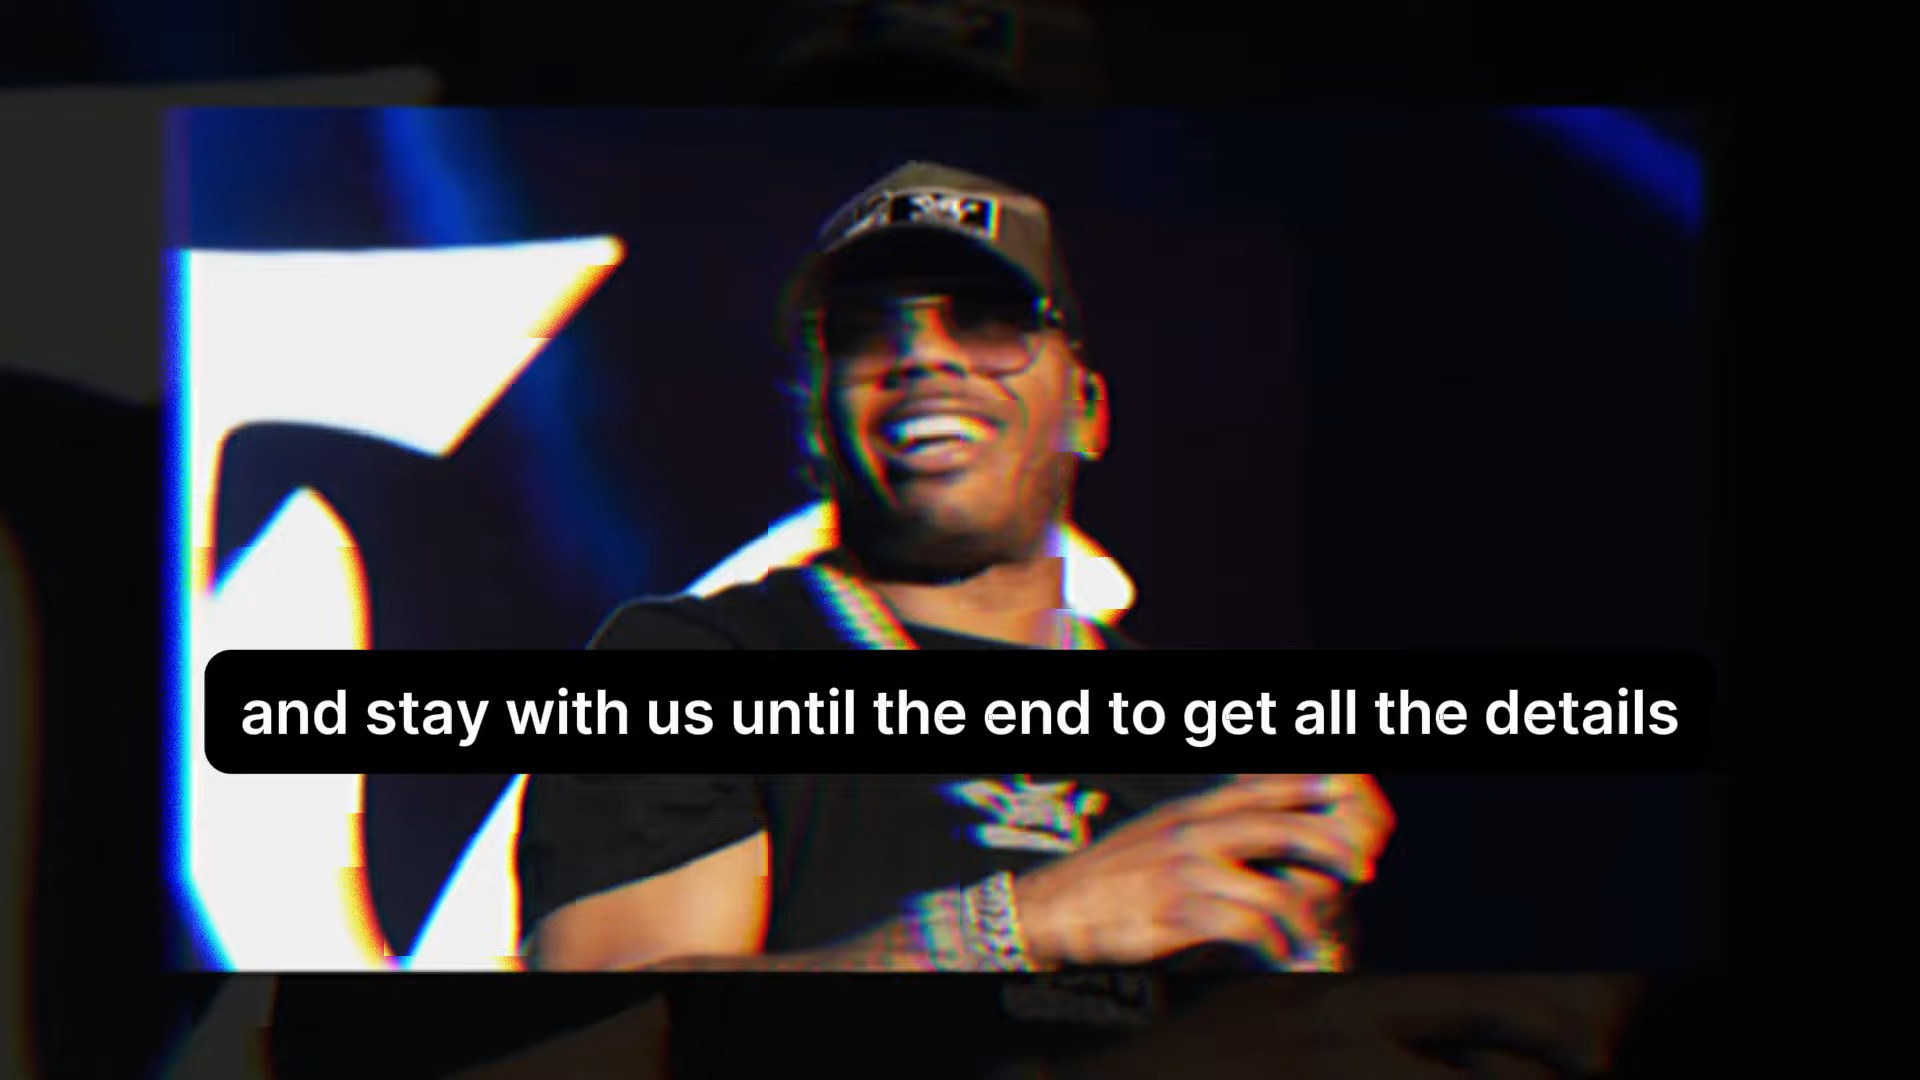 and stay with us until the end to get all the details